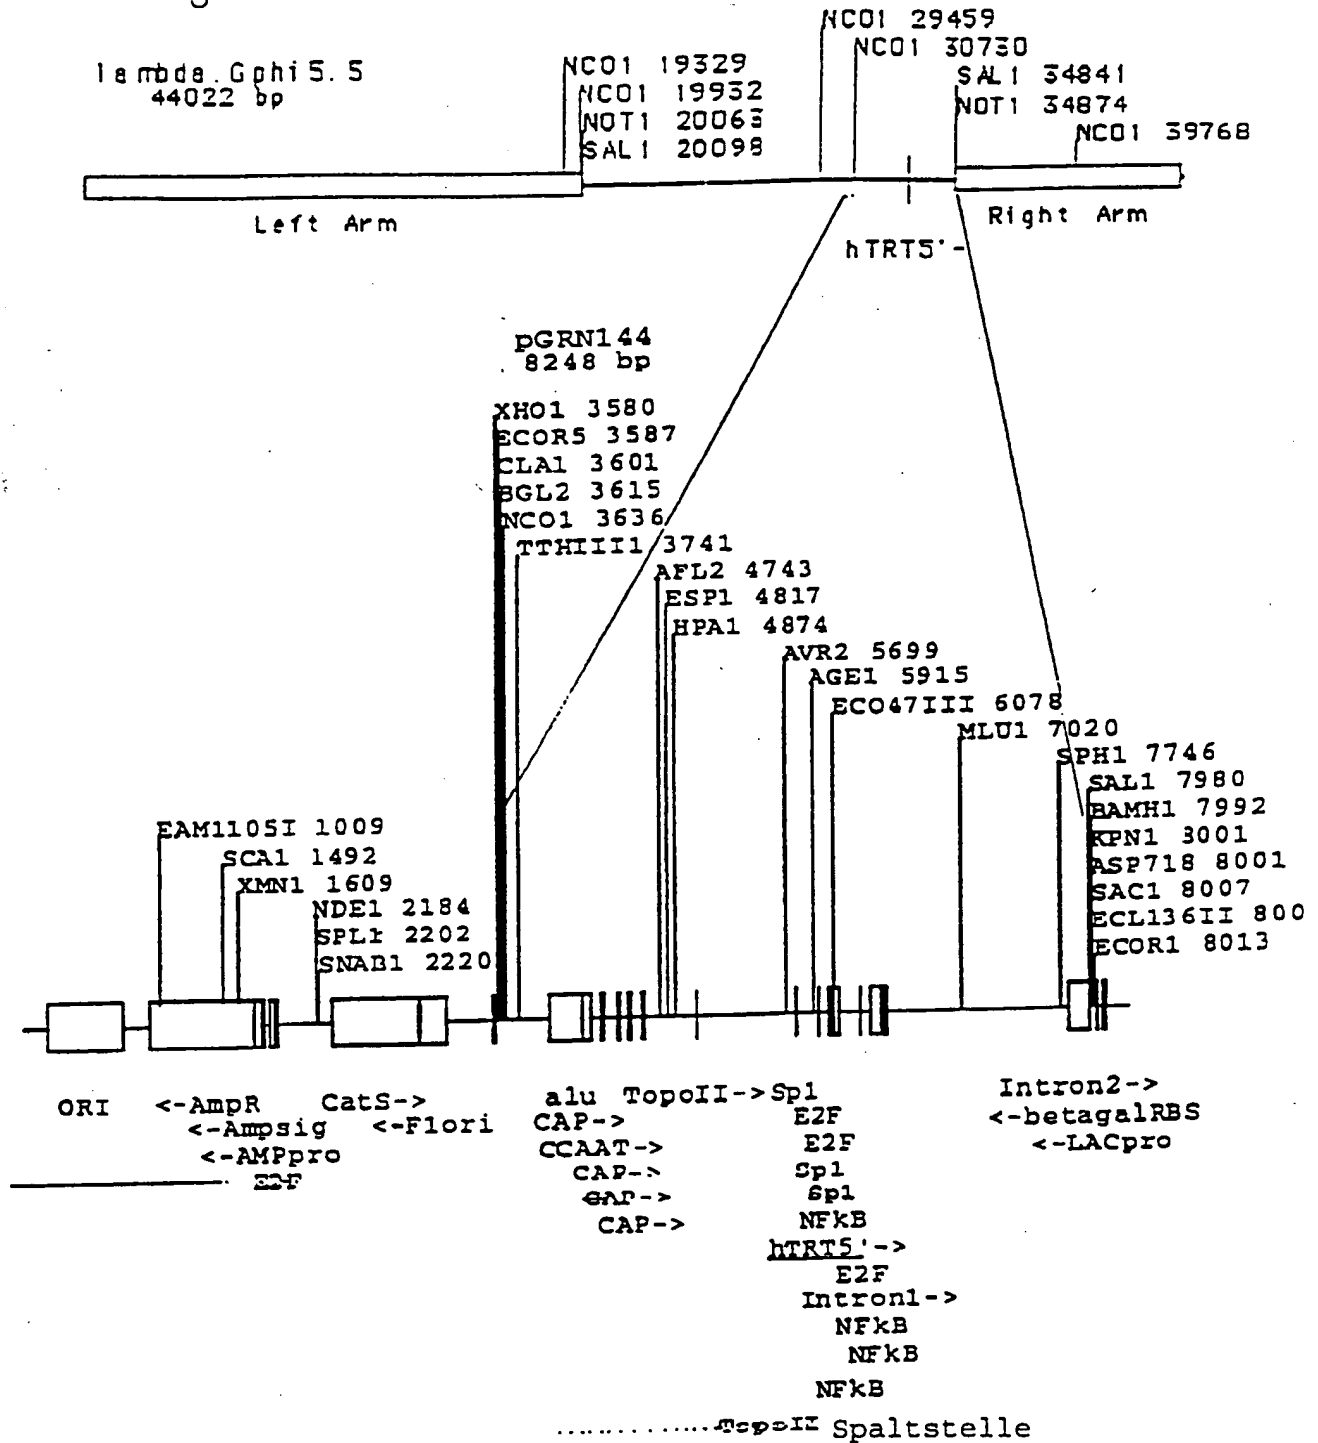 lambda.Gphi5.5
44022 bp
NCO1 19329
NCO1 19932
NOT1 20063
SAL1 20098
NCO1 29459
NCO1 30730
SAL1 34841
NOT1 34874
NCO1 39768
Left Arm
Right Arm
hTRT5'-
pGRN144
8248 bp
XHO1 3580
ECOR5 3587
CLA1 3601
BGL2 3615
NCO1 3636
TTHIII1 3741
AFL2 4743
ESP1 4817
HPA1 4874
AVR2 5699
AGE1 5915
ECO47III 6078
MLU1 7020
SPH1 7746
SAL1 7980
BAMH1 7992
KPN1 8001
ASP718 8001
SAC1 8007
ECL136II 800
ECOR1 8013
EAM1105I 1009
SCA1 1492
XMN1 1609
NDE1 2184
SPL1 2202
SNAB1 2220
ORI
<-AmpR
<-Ampsig
<-AMPpro
E2F
CatS->
<-F1ori
alu
TopoII->
Sp1
CAP->
CCAAT->
CAP->
CAP->
CAP->
E2F
E2F
Sp1
Sp1
NFkB
hTRT5'->
E2F
Intron1->
NFkB
NFkB
NFkB
Intron2->
<-betagalRBS
<-LACpro
TopoII Spaltstelle